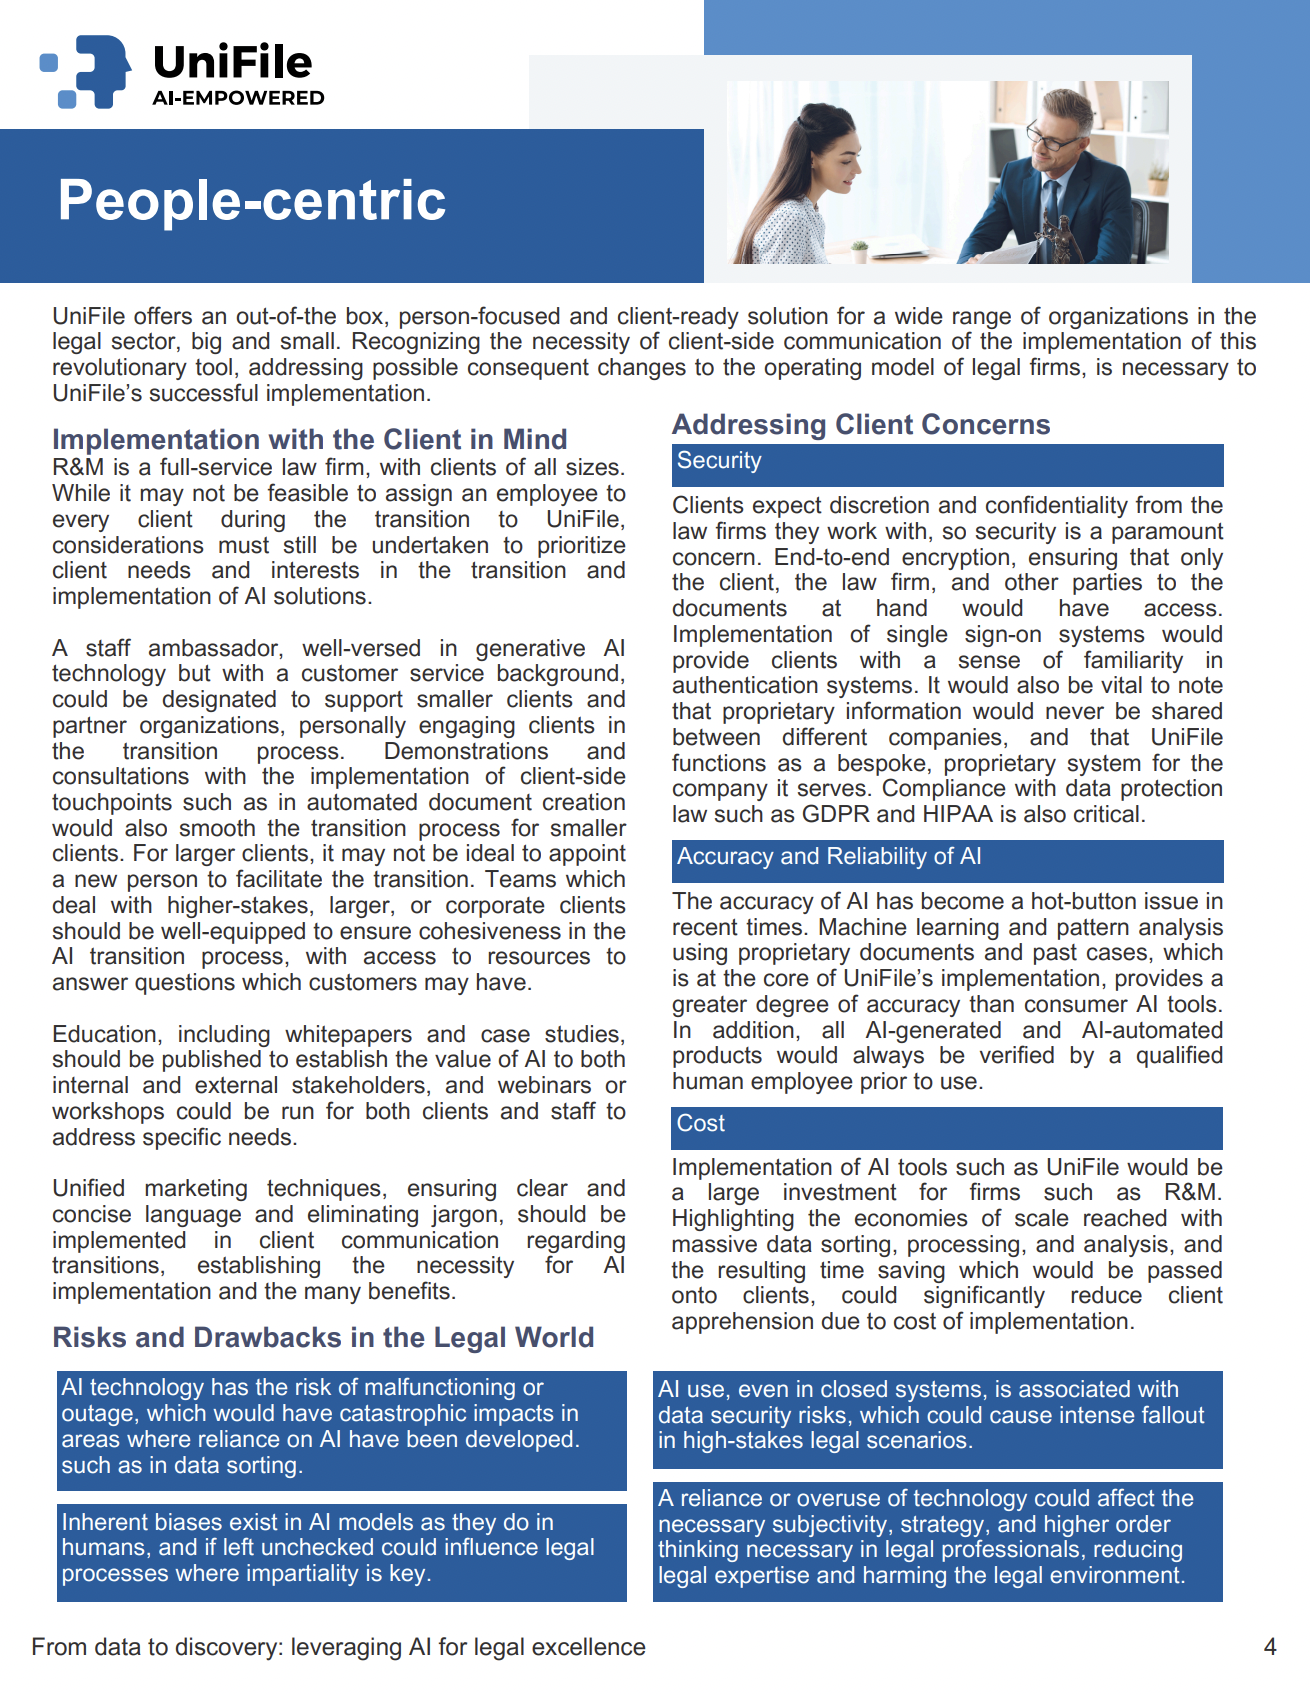 UniFile
AI-EMPOWERED
People-centric
UniFile offers an out-of-the box, person-focused and client-ready solution for a wide range of organizations in the
legal sector, big and small. Recognizing the necessity of client-side communication of the implementation of this
revolutionary tool, addressing possible consequent changes to the operating model of legal firms, is necessary to
UniFile’s successful implementation.
Implementation with the Client in Mind
R&M is a full-service law firm, with clients of all sizes.
While it may not be feasible to assign an employee to
every client during the transition to UniFile,
considerations must still be undertaken to prioritize
client needs and interests in the transition and
implementation of AI solutions.
A staff ambassador, well-versed in generative AI
technology but with a customer service background,
could be designated to support smaller clients and
partner organizations, personally engaging clients in
the transition process. Demonstrations and
consultations with the implementation of client-side
touchpoints such as in automated document creation
would also smooth the transition process for smaller
clients. For larger clients, it may not be ideal to appoint
a new person to facilitate the transition. Teams which
deal with higher-stakes, larger, or corporate clients
should be well-equipped to ensure cohesiveness in the
AI transition process, with access to resources to
answer questions which customers may have.
Education, including whitepapers and case studies,
should be published to establish the value of AI to both
internal and external stakeholders, and webinars or
workshops could be run for both clients and staff to
address specific needs.
Unified marketing techniques, ensuring clear and
concise language and eliminating jargon, should be
implemented in client communication regarding
transitions, establishing the necessity for AI
implementation and the many benefits.
Addressing Client Concerns
Security
Clients expect discretion and confidentiality from the
law firms they work with, so security is a paramount
concern. End-to-end encryption, ensuring that only
the client, the law firm, and other parties to the
documents at hand would have access.
Implementation of single sign-on systems would
provide clients with a sense of familiarity in
authentication systems. It would also be vital to note
that proprietary information would never be shared
between different companies, and that UniFile
functions as a bespoke, proprietary system for the
company it serves. Compliance with data protection
law such as GDPR and HIPAA is also critical.
Accuracy and Reliability of AI
The accuracy of AI has become a hot-button issue in
recent times. Machine learning and pattern analysis
using proprietary documents and past cases, which
is at the core of UniFile’s implementation, provides a
greater degree of accuracy than consumer AI tools.
In addition, all AI-generated and AI-automated
products would always be verified by a qualified
human employee prior to use.
Cost
Implementation of AI tools such as UniFile would be
a large investment for firms such as R&M.
Highlighting the economies of scale reached with
massive data sorting, processing, and analysis, and
the resulting time saving which would be passed
onto clients, could significantly reduce client
apprehension due to cost of implementation.
Risks and Drawbacks in the Legal World
AI technology has the risk of malfunctioning or
outage, which would have catastrophic impacts in
areas where reliance on AI have been developed.
such as in data sorting.
Inherent biases exist in AI models as they do in
humans, and if left unchecked could influence legal
processes where impartiality is key.
AI use, even in closed systems, is associated with
data security risks, which could cause intense fallout
in high-stakes legal scenarios.
A reliance or overuse of technology could affect the
necessary subjectivity, strategy, and higher order
thinking necessary in legal professionals, reducing
legal expertise and harming the legal environment.
From data to discovery: leveraging AI for legal excellence
4